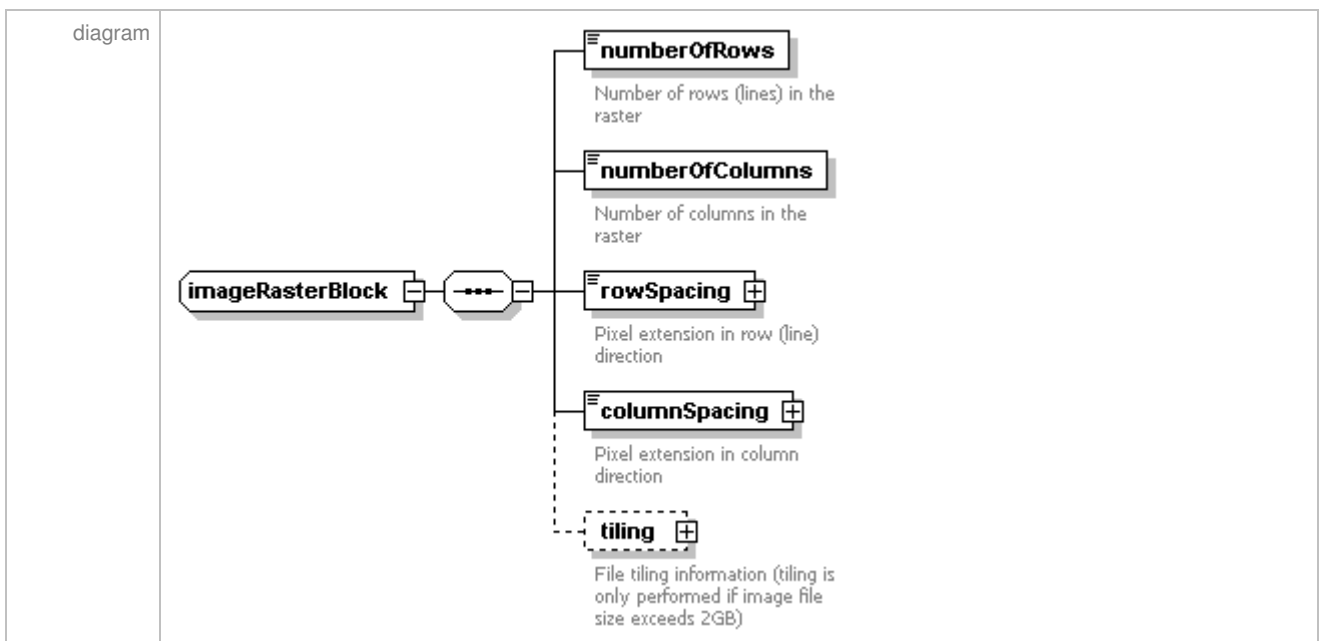 diagram
numberOfRows
Number of rows (lines) in the
raster
numberOfColumns
Number of columns in the
raster
imageRasterBlock
rowSpacing
Pixel extension in row (line)
direction
columnSpacing
Pixel extension in column
direction
tiling
File tiling information (tiling is
only performed if image file
size exceeds 2GB)